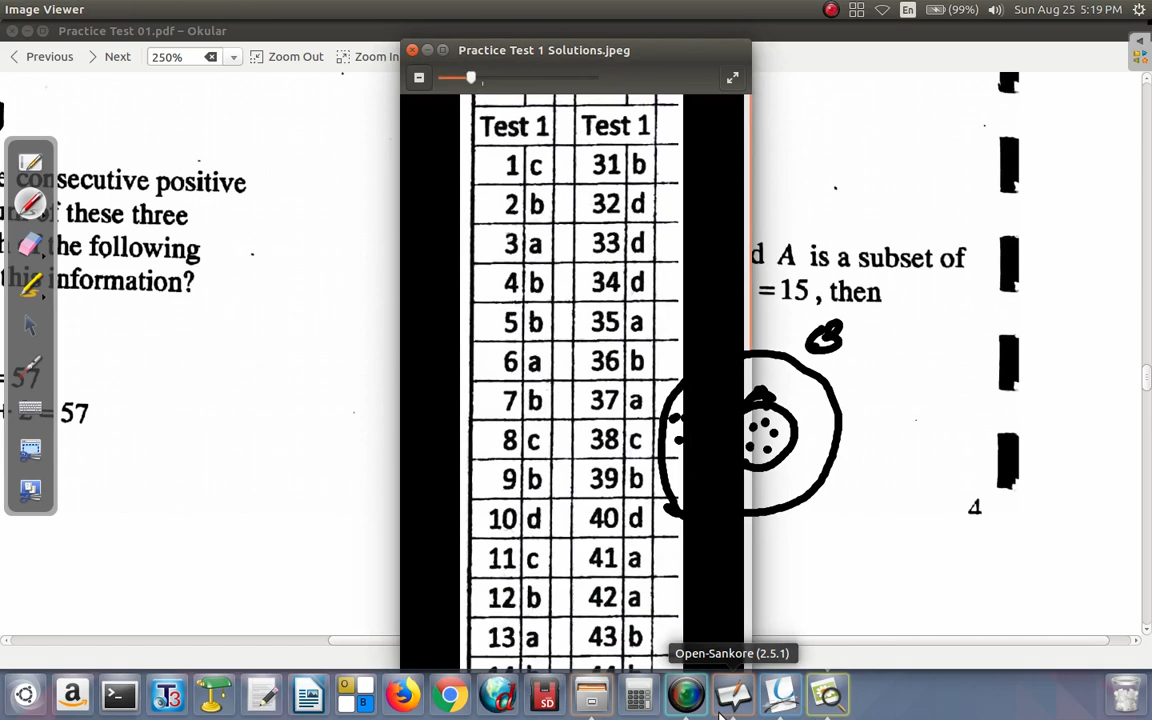 Image Viewer
En
(99%)
Sun Aug 25 5:19 PM
Practice Test 01.pdf – Okular
Previous
Next
250%
Zoom Out
Zoom In
Practice Test 1 Solutions.jpeg
consecutive positive
of these three
the following
this information?
= 57
+ 2 = 57
Test 1 Test 1
1 c 31 b
2 b 32 d
3 a 33 d
4 b 34 d
5 b 35 a
6 a 36 b
7 b 37 a
8 c 38 c
9 b 39 b
10 d 40 d
11 c 41 a
12 b 42 a
13 a 43 b
d A is a subset of
=15, then
4
Open-Sankore (2.5.1)